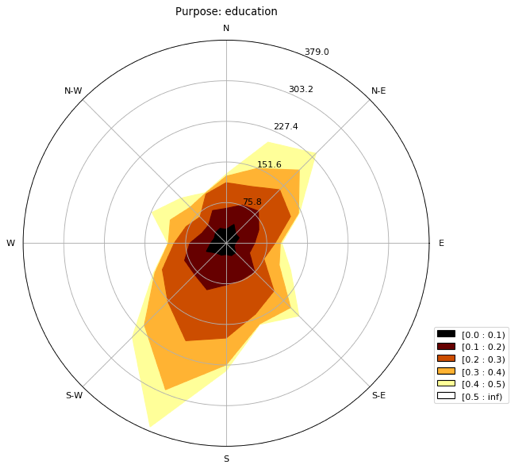 Purpose: education
N
379.0
303.2
N-W
N-E
227.4
151.6
75.8
W
E
[0.0 : 0.1)
[0.1 : 0.2)
[0.2 : 0.3)
[0.3 : 0.4)
[0.4 : 0.5)
[0.5 : inf)
S-W
S-E
S